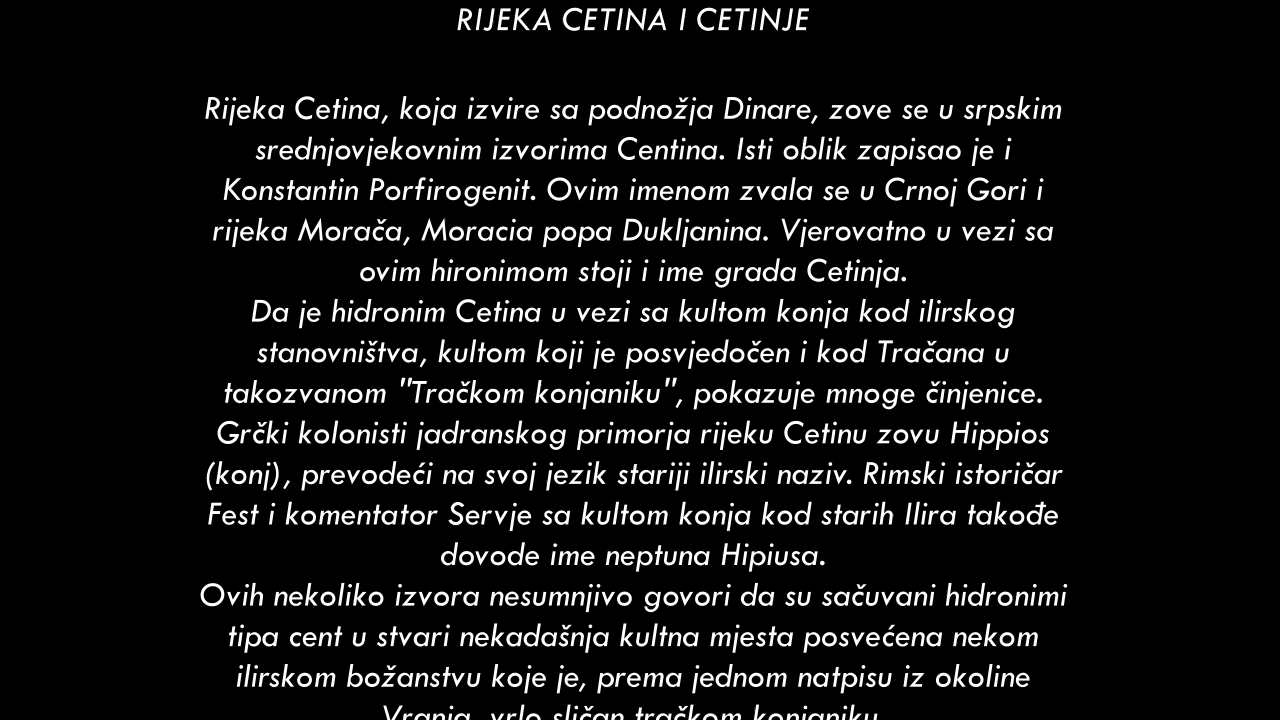 RIJEKA CETINA I CETINJE
Rijeka Cetina, koja izvire sa podnožja Dinare, zove se u srpskim
srednjovjekovnim izvorima Centina. Isti oblik zapisao je i
Konstantin Porfirogenit. Ovim imenom zvala se u Crnoj Gori i
rijeka Morača, Moracia popa Dukljanina. Vjerovatno u vezi sa
ovim hironimom stoji i ime grada Cetinja.
Da je hidronim Cetina u vezi sa kultom konja kod ilirskog
stanovništva, kultom koji je posvjedočen i kod Tračana u
takozvanom "Tračkom konjaniku", pokazuje mnoge činjenice.
Grčki kolonisti jadranskog primorja rijeku Cetinu zovu Hippios
(konj), prevodeći na svoj jezik stariji ilirski naziv. Rimski istoričar
Fest i komentator Servje sa kultom konja kod starih Ilira takođe
dovode ime neptuna Hipiusa.
Ovih nekoliko izvora nesumnjivo govori da su sačuvani hidronimi
tipa cent u stvari nekadašnja kultna mjesta posvećena nekom
ilirskom božanstvu koje je, prema jednom natpisu iz okoline
Vranja, vrlo sličan tračkom konjaniku